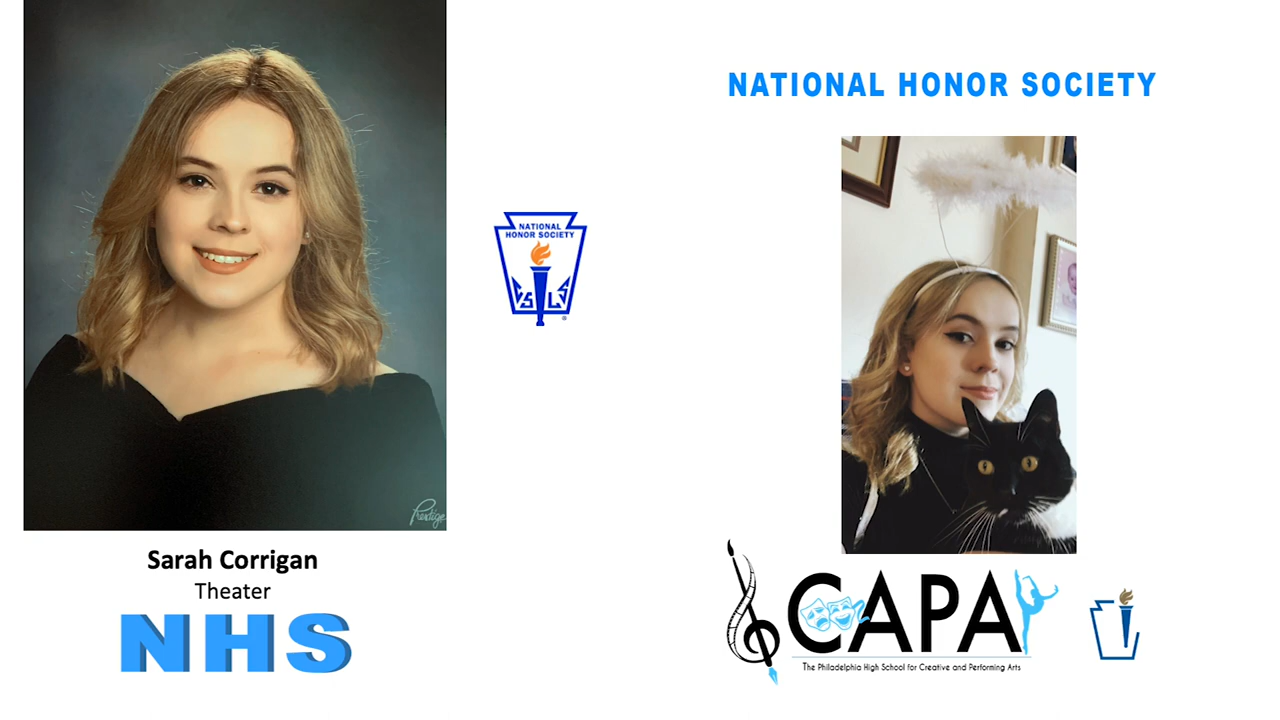 Prestige
Sarah Corrigan
Theater
NHS
NATIONAL
HONOR SOCIETY
C S L S
®
NATIONAL HONOR SOCIETY
CAPA
The Philadelphia High School for Creative and Performing Arts